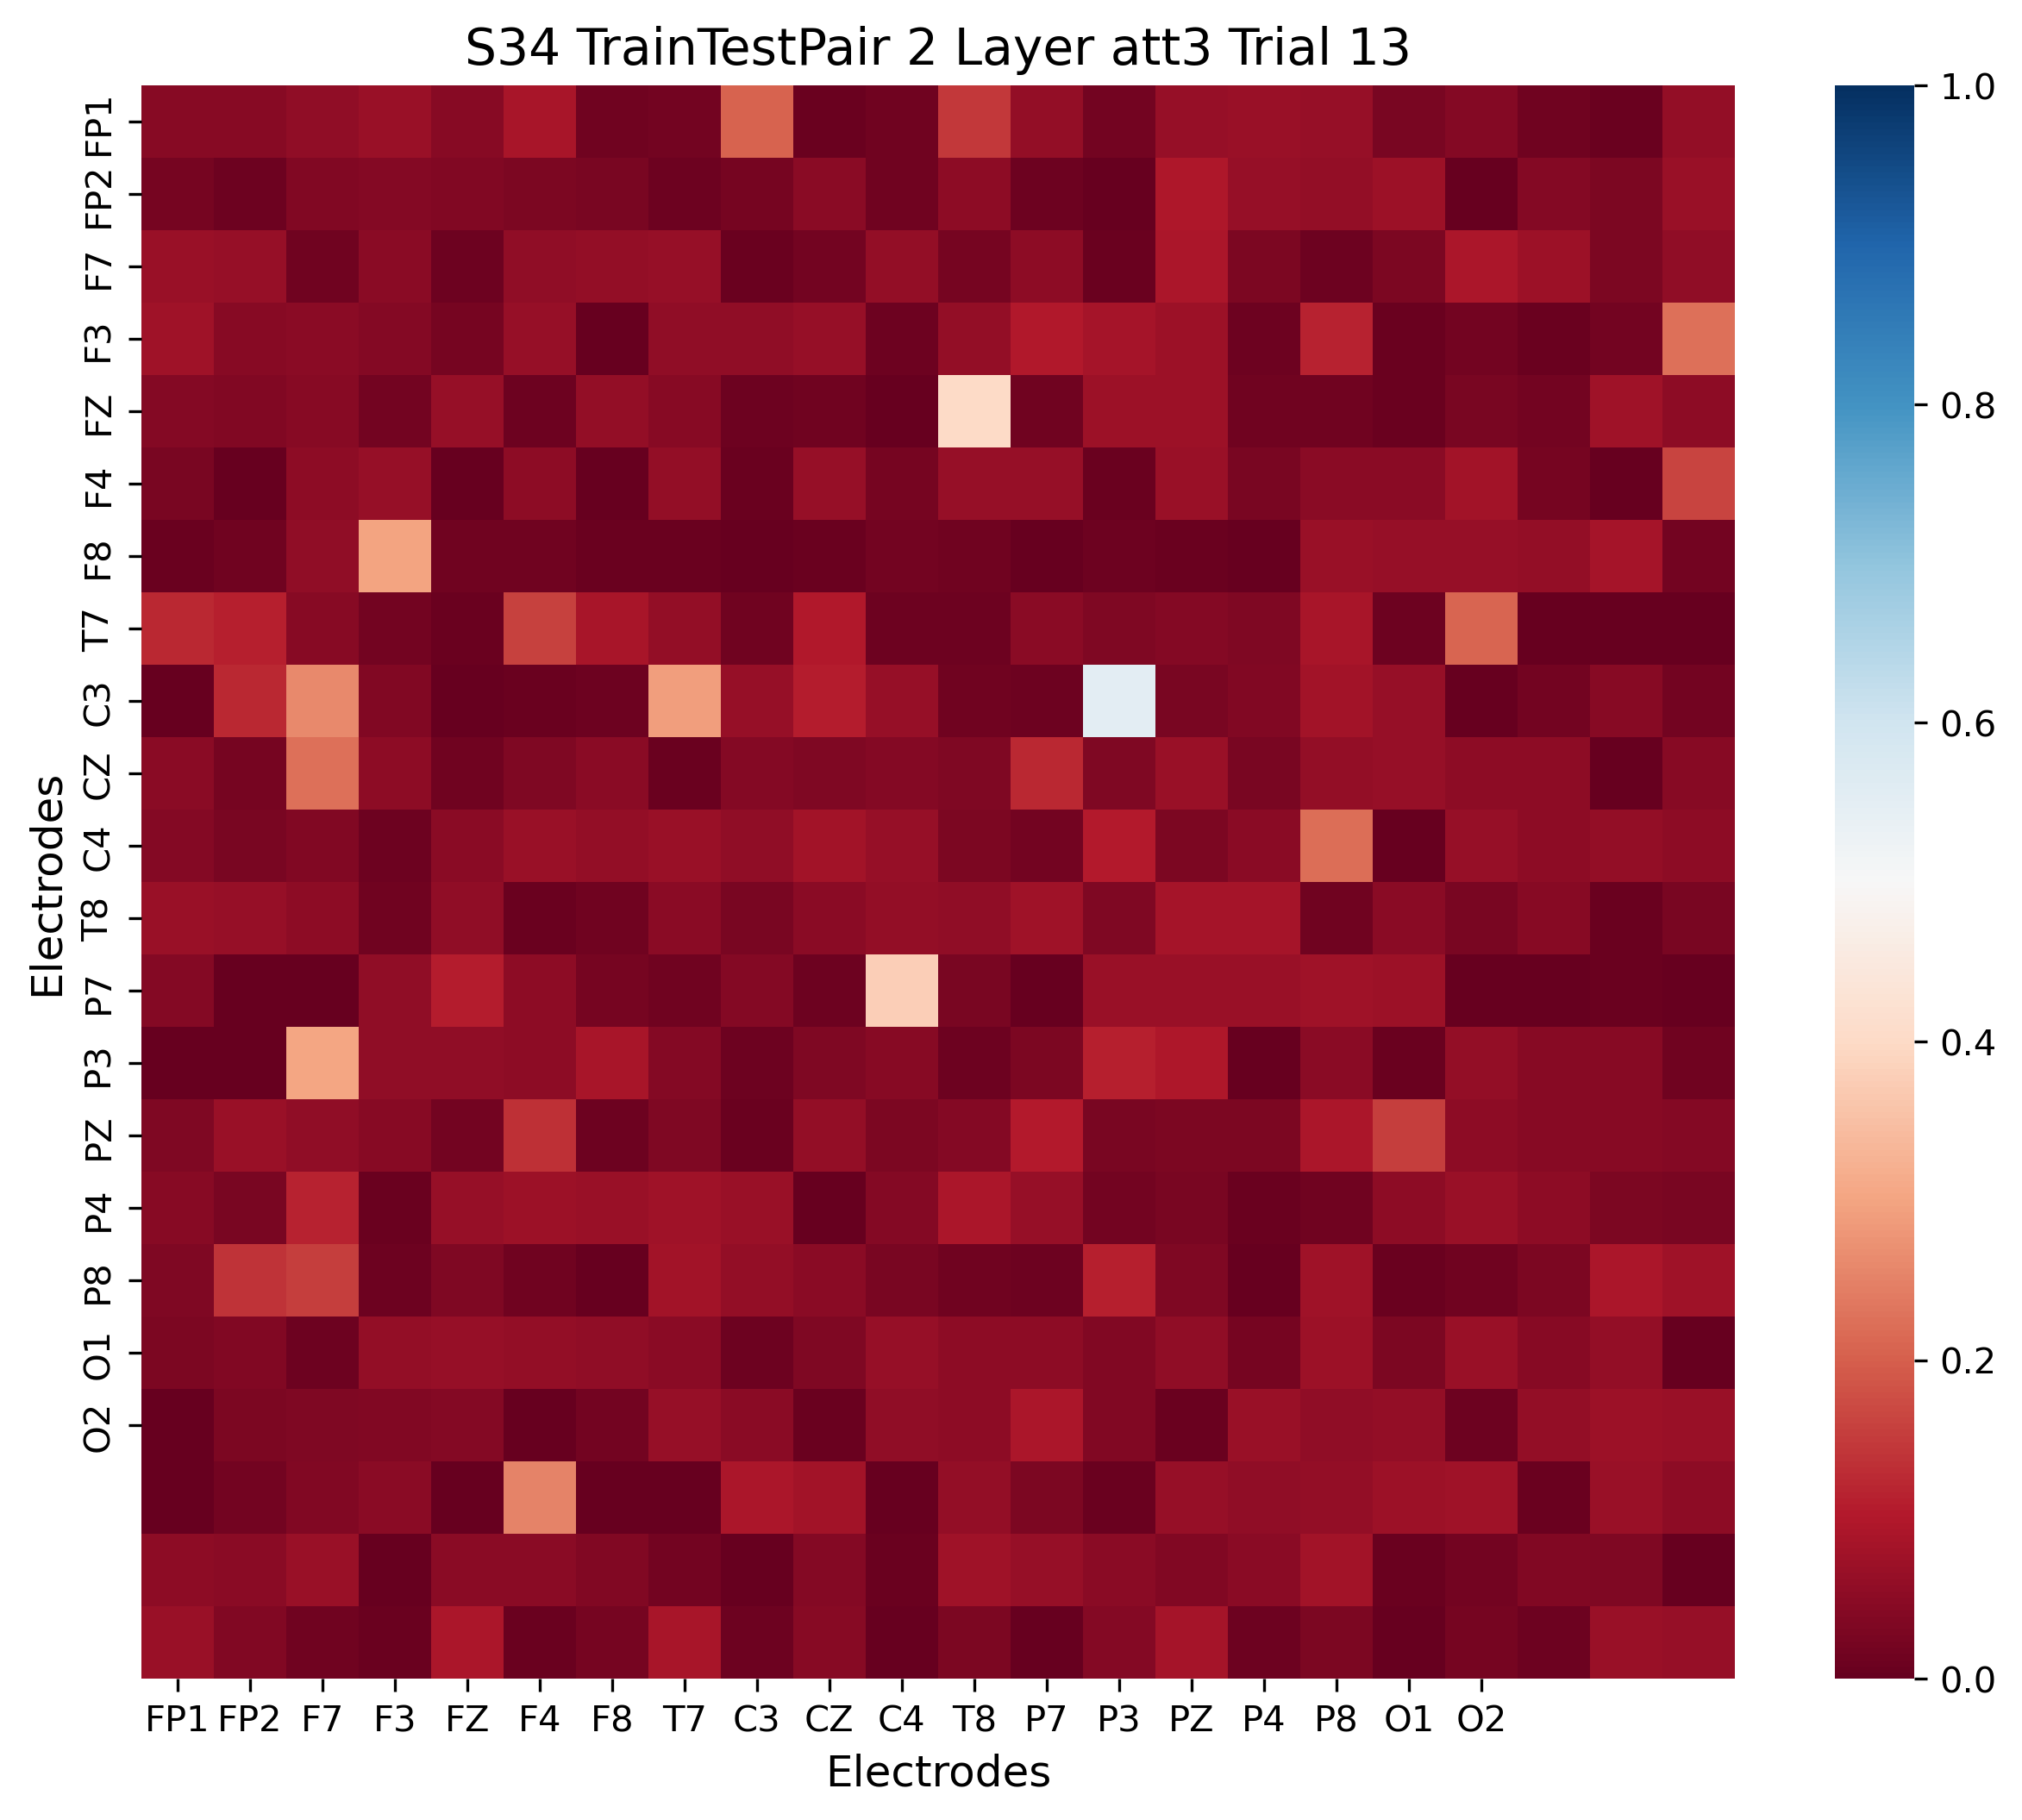 S34 TrainTestPair 2 Layer att3 Trial 13
Electrodes
FP1
FP2
F7
F3
FZ
F4
F8
T7
C3
CZ
C4
T8
P7
P3
PZ
P4
P8
O1
O2
FP1 FP2 F7 F3 FZ F4 F8 T7 C3 CZ C4 T8 P7 P3 PZ P4 P8 O1 O2
Electrodes
1.0
0.8
0.6
0.4
0.2
0.0